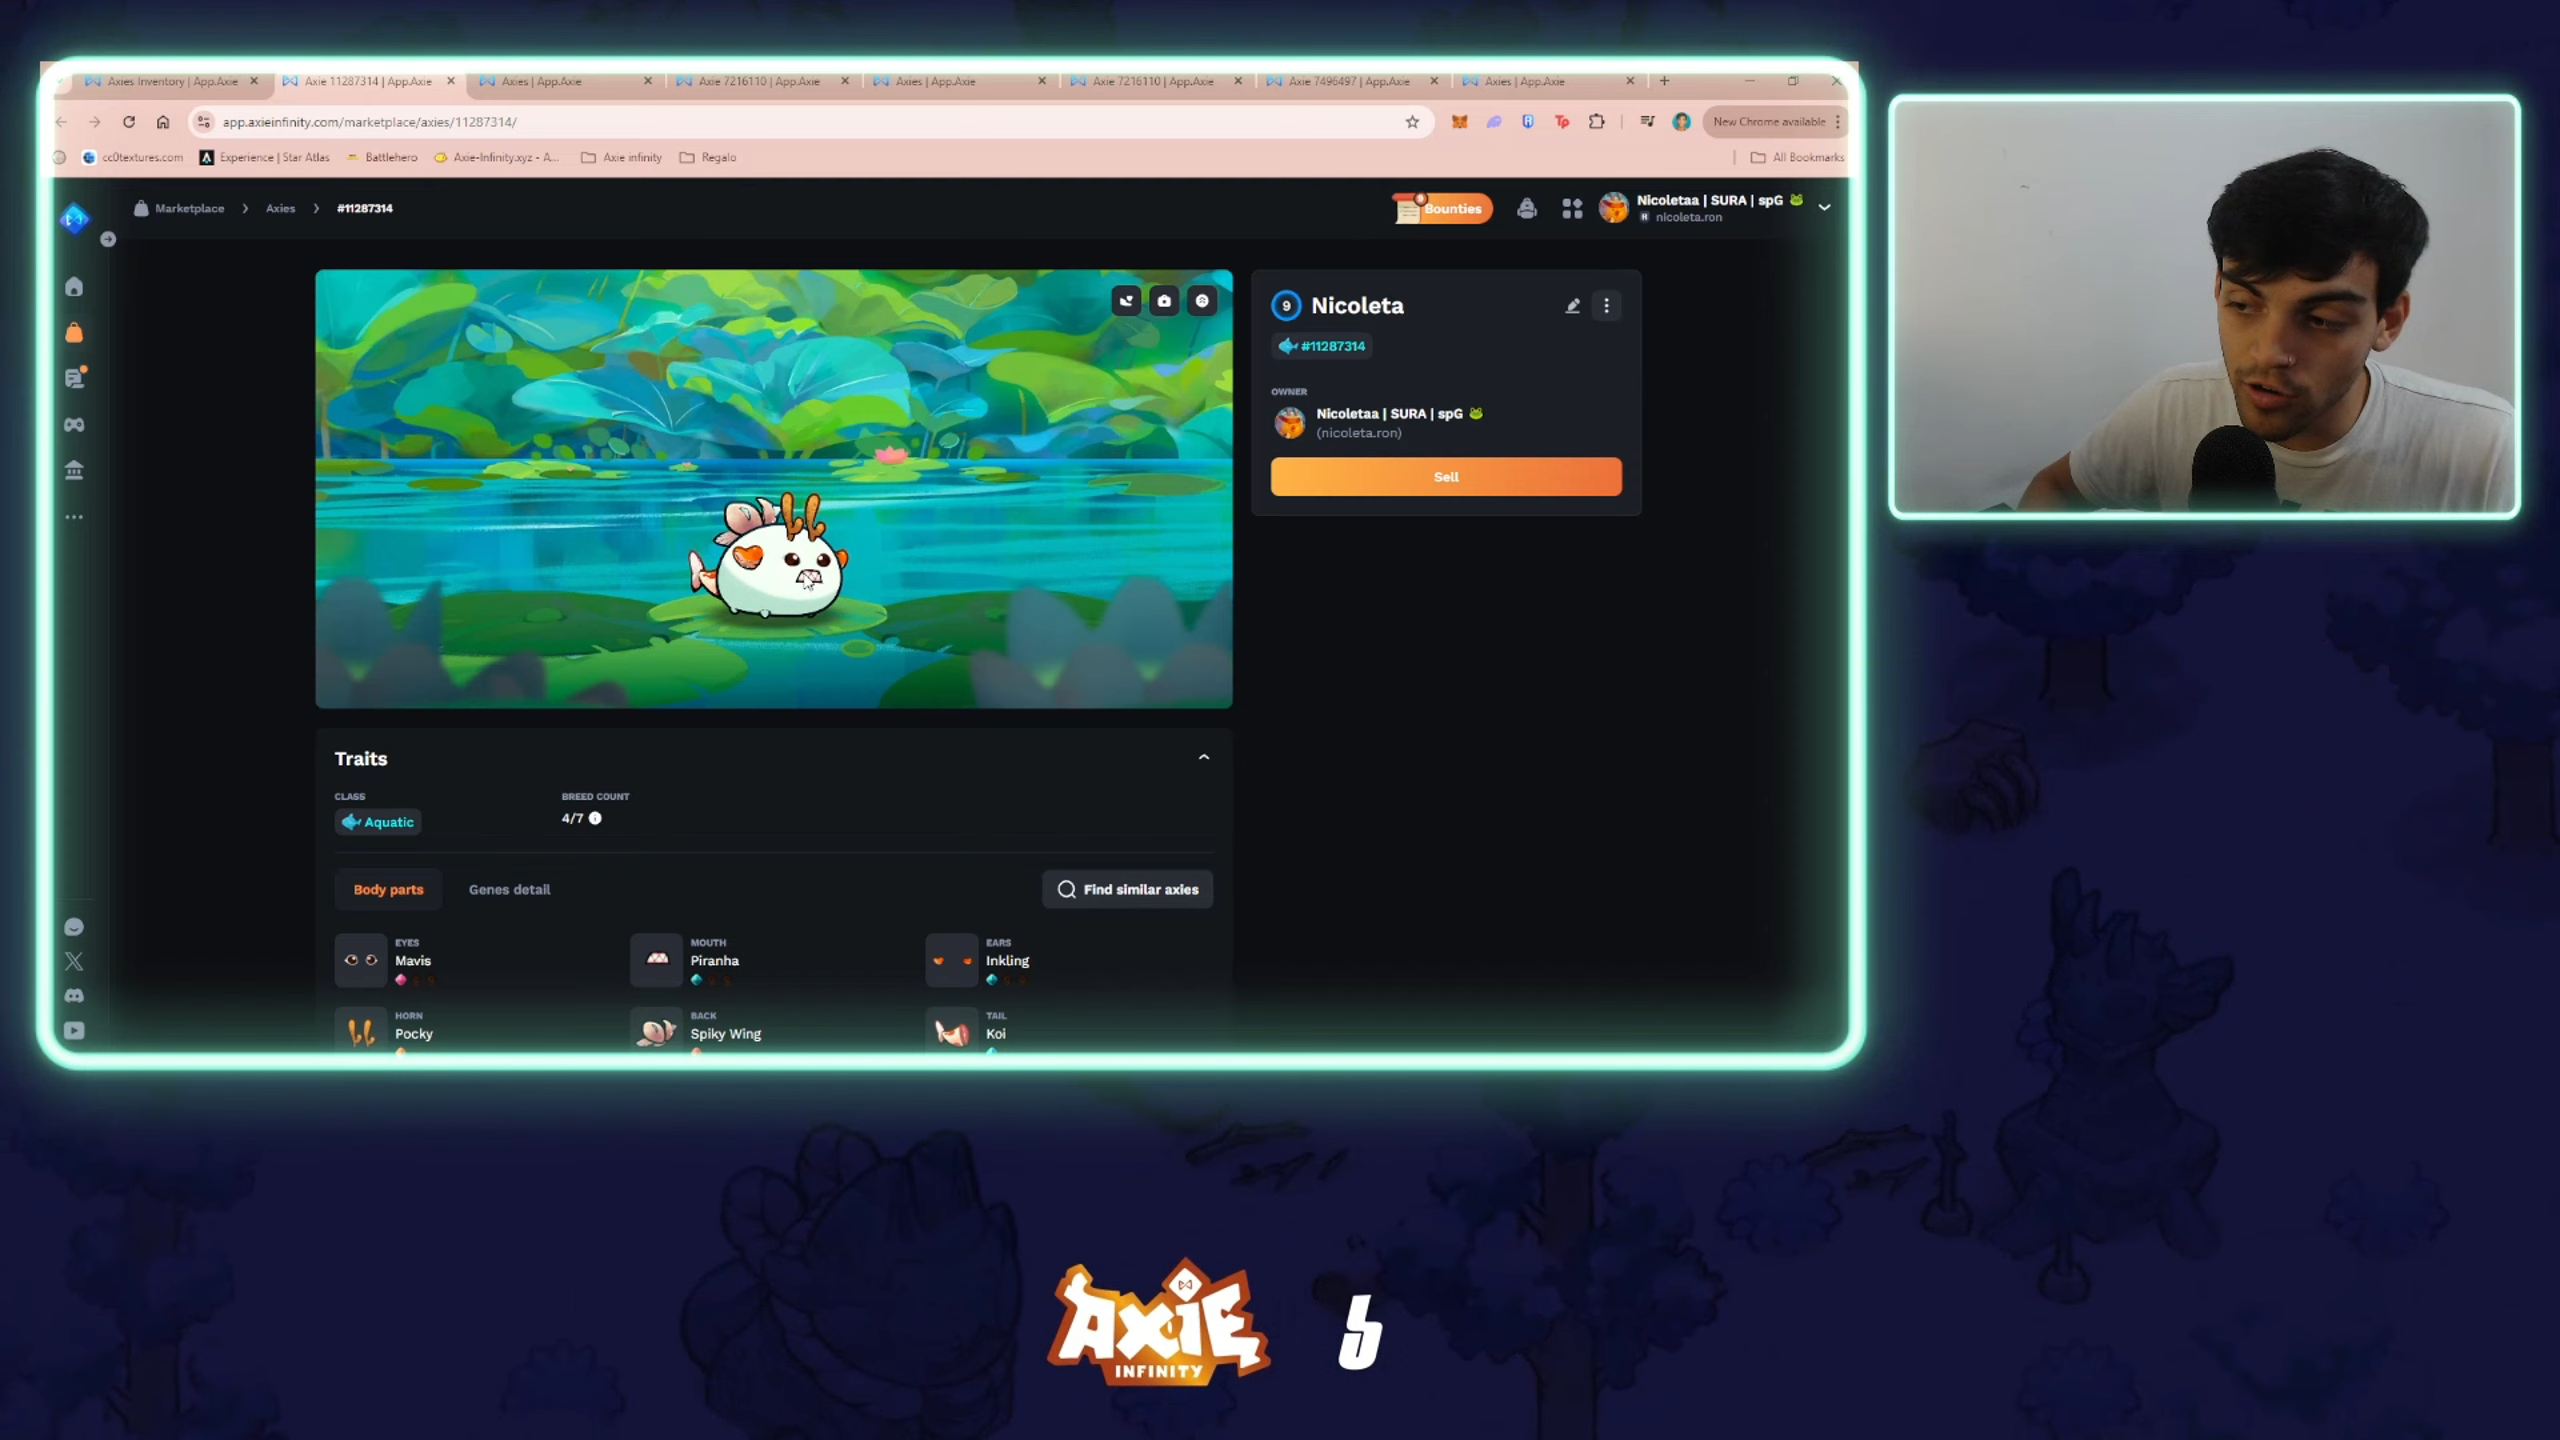 Axies Inventory | App.Axie
Axie 11287314 | App.Axie
Axies | App.Axie
Axie 7216110 | App.Axie
Axies | App.Axie
Axie 7216110 | App.Axie
Axie 7496497 | App.Axie
Axies | App.Axie
app.axieinfinity.com/marketplace/axies/11287314/
New Chrome available
cc0textures.com
Experience | Star Atlas
Battlehero
Axie-Infinity.xyz - A...
Axie infinity
Regalo
All Bookmarks
Marketplace > Axies > #11287314
Bounties
Nicoletaa | SURA | spG
nicoleta.ron
9 Nicoleta
#11287314
OWNER
Nicoletaa | SURA | spG
(nicoleta.ron)
Sell
Traits
CLASS
Aquatic
BREED COUNT
4/7
Body parts
Genes detail
Find similar axies
EYES
Mavis
MOUTH
Piranha
EARS
Inkling
HORN
Pocky
BACK
Spiky Wing
TAIL
Koi
AXIE
INFINITY